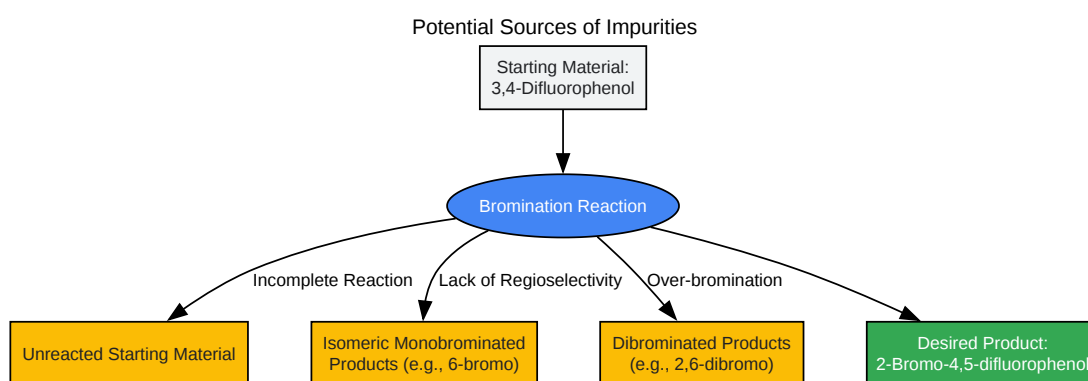 Potential Sources of Impurities
Starting Material:
3,4-Difluorophenol
Bromination Reaction
Incomplete Reaction
Lack of Regioselectivity
Over-bromination
Unreacted Starting Material
Isomeric Monobrominated
Products (e.g., 6-bromo)
Dibrominated Products
(e.g., 2,6-dibromo)
Desired Product:
2-Bromo-4,5-difluorophenol